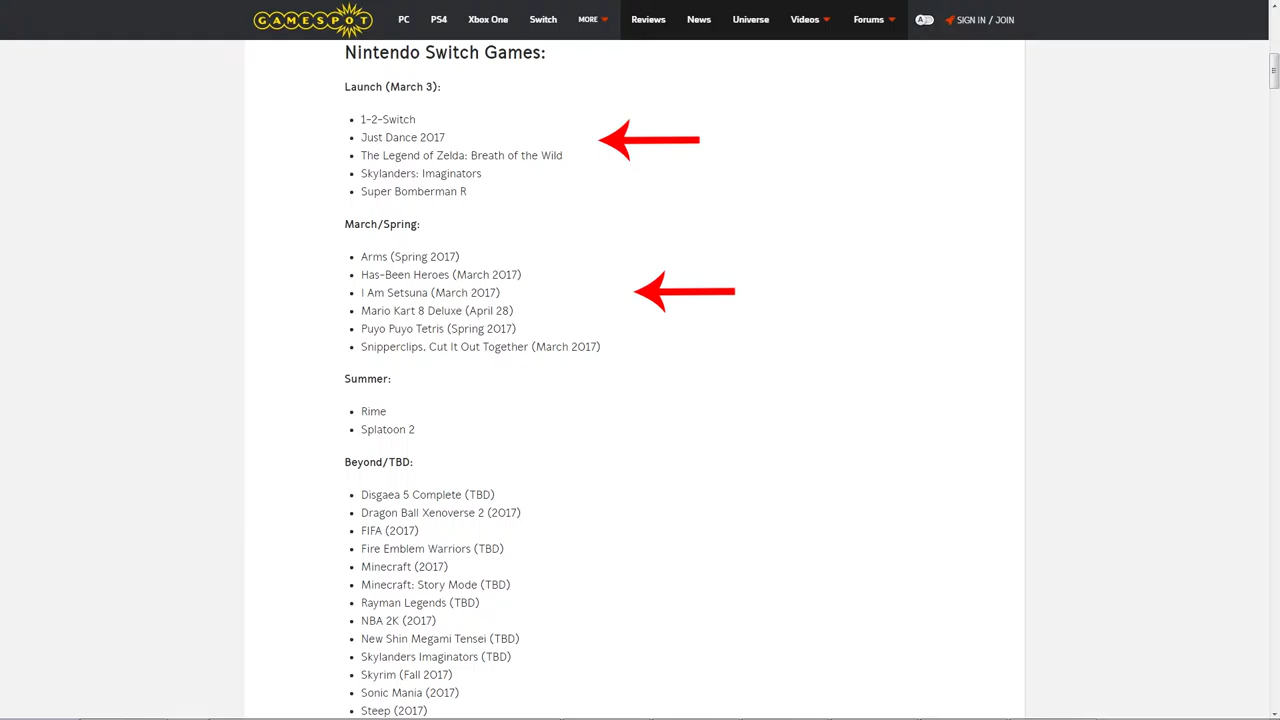 GAMESPOT PC PS4 Xbox One Switch MORE Reviews News Universe Videos Forums A SIGN IN / JOIN
Nintendo Switch Games:
Launch (March 3):
• 1-2-Switch
• Just Dance 2017
• The Legend of Zelda: Breath of the Wild
• Skylanders: Imaginators
• Super Bomberman R
March/Spring:
• Arms (Spring 2017)
• Has-Been Heroes (March 2017)
• I Am Setsuna (March 2017)
• Mario Kart 8 Deluxe (April 28)
• Puyo Puyo Tetris (Spring 2017)
• Snipperclips, Cut It Out Together (March 2017)
Summer:
• Rime
• Splatoon 2
Beyond/TBD:
• Disgaea 5 Complete (TBD)
• Dragon Ball Xenoverse 2 (2017)
• FIFA (2017)
• Fire Emblem Warriors (TBD)
• Minecraft (2017)
• Minecraft: Story Mode (TBD)
• Rayman Legends (TBD)
• NBA 2K (2017)
• New Shin Megami Tensei (TBD)
• Skylanders Imaginators (TBD)
• Skyrim (Fall 2017)
• Sonic Mania (2017)
• Steep (2017)